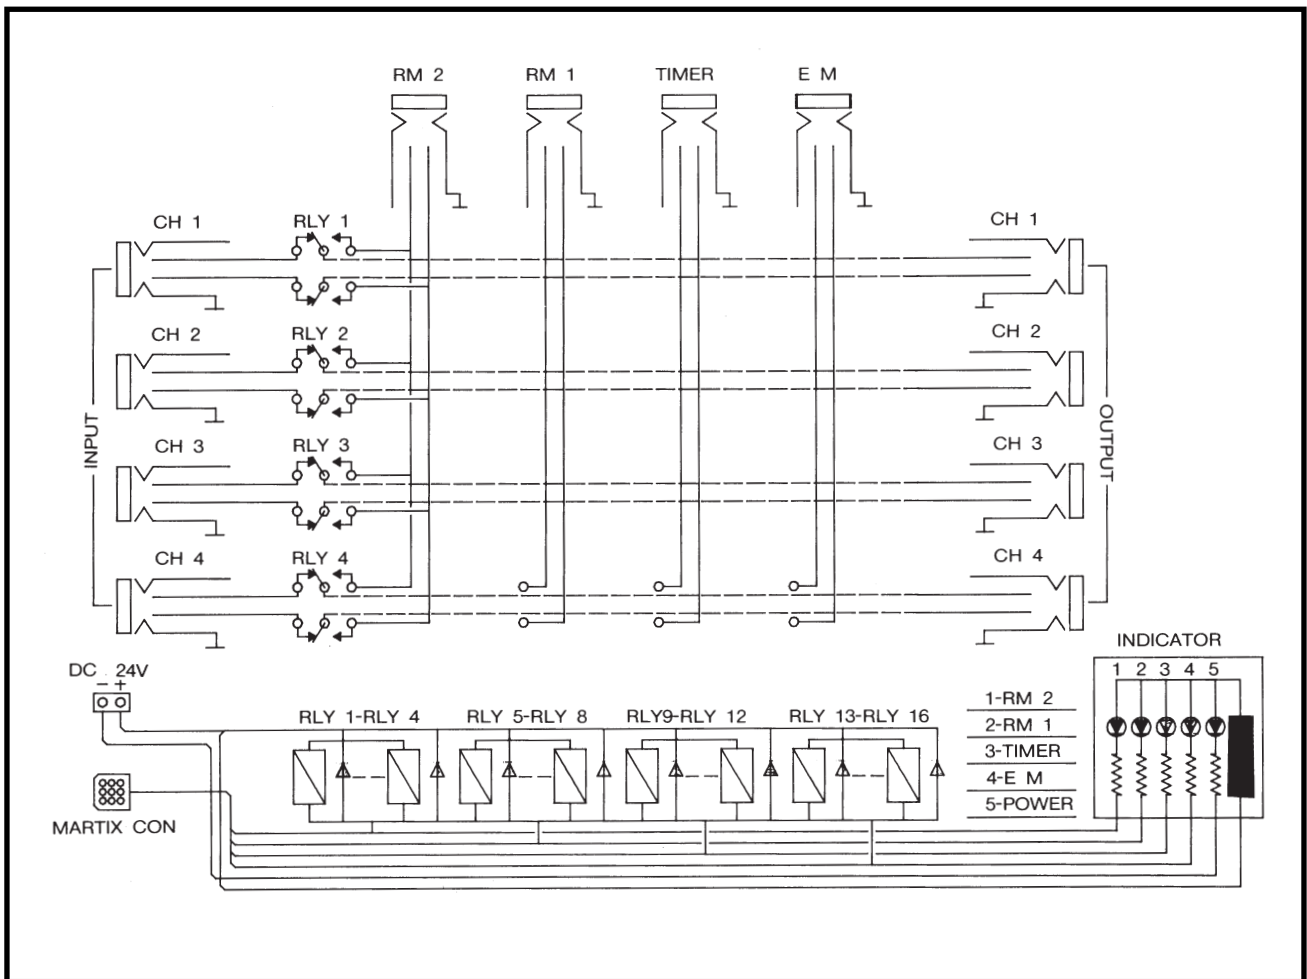 RM 2
RM 1
TIMER
E M
CH 1
RLY 1
CH 1
CH 2
RLY 2
CH 2
INPUT
OUTPUT
CH 3
RLY 3
CH 3
CH 4
RLY 4
CH 4
INDICATOR
1 2 3 4 5
DC 24V
− +
RLY 1-RLY 4
RLY 5-RLY 8
RLY9-RLY 12
RLY 13-RLY 16
1-RM 2
2-RM 1
3-TIMER
4-E M
5-POWER
MARTIX CON